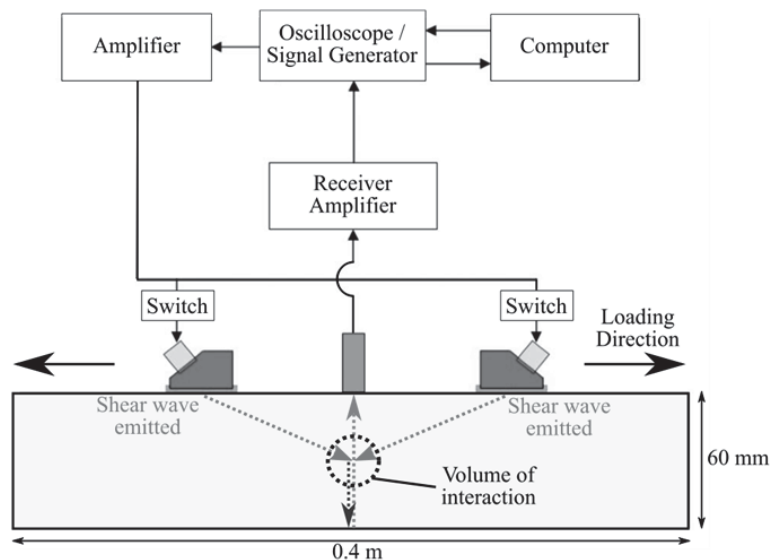 Amplifier
Oscilloscope /
Signal Generator
Computer
Receiver
Amplifier
Switch
Switch
Loading
Direction
Shear wave
emitted
Shear wave
emitted
Volume of
interaction
60 mm
0.4 m